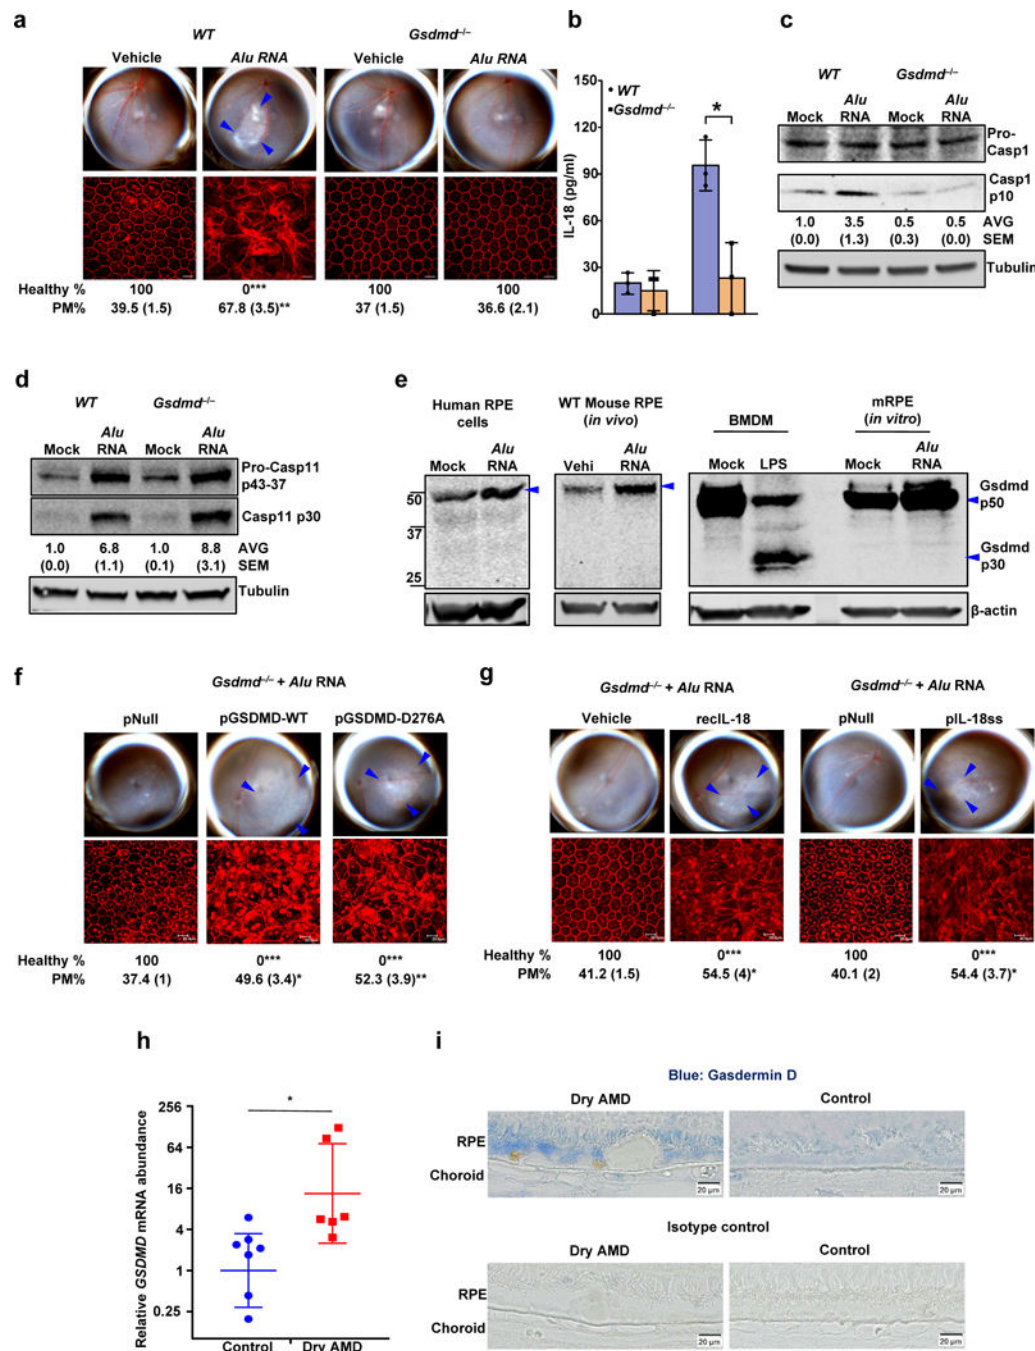 a
WT
Gsdmd–/–
Vehicle
Alu RNA
Vehicle
Alu RNA
Healthy %
100
0***
100
100
PM%
39.5 (1.5)
67.8 (3.5)**
37 (1.5)
36.6 (2.1)
b
WT
Gsdmd–/–
*
IL-18 (pg/ml)
120
90
60
30
0
c
WT
Gsdmd–/–
Mock
Alu RNA
Mock
Alu RNA
Pro-Casp1
Casp1 p10
1.0
3.5
0.5
0.5
AVG
(0.0)
(1.3)
(0.3)
(0.0)
SEM
Tubulin
d
WT
Gsdmd–/–
Mock
Alu RNA
Mock
Alu RNA
Pro-Casp11 p43-37
Casp11 p30
1.0
6.8
1.0
8.8
AVG
(0.0)
(1.1)
(0.1)
(3.1)
SEM
Tubulin
e
Human RPE cells
Mock
Alu RNA
50
37
25
WT Mouse RPE (in vivo)
Vehi
Alu RNA
BMDM
Mock
LPS
mRPE (in vitro)
Mock
Alu RNA
Gsdmd p50
Gsdmd p30
β-actin
f
Gsdmd–/– + Alu RNA
pNull
pGSDMD-WT
pGSDMD-D276A
Healthy %
100
0***
0***
PM%
37.4 (1)
49.6 (3.4)*
52.3 (3.9)**
g
Gsdmd–/– + Alu RNA
Gsdmd–/– + Alu RNA
Vehicle
recIL-18
pNull
pIL-18ss
Healthy %
100
0***
100
0***
PM%
41.2 (1.5)
54.5 (4)*
40.1 (2)
54.4 (3.7)*
h
Relative GSDMD mRNA abundance
256
64
16
4
1
0.25
*
Control
Dry AMD
i
Blue: Gasdermin D
Dry AMD
Control
RPE
Choroid
20 µm
20 µm
Isotype control
Dry AMD
Control
RPE
Choroid
20 µm
20 µm